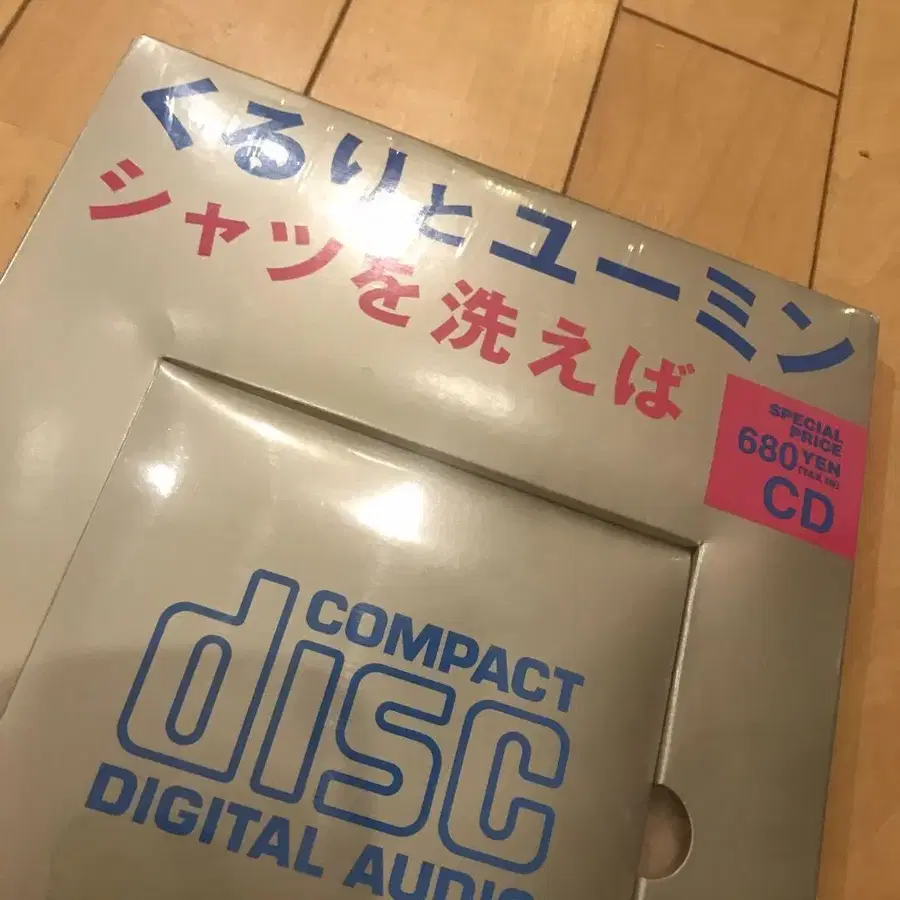 くるりとユーミン
シャツを洗えば
SPECIAL
PRICE
680 YEN
[TAX IN]
CD
COMPACT
disc
DIGITAL AUDIO